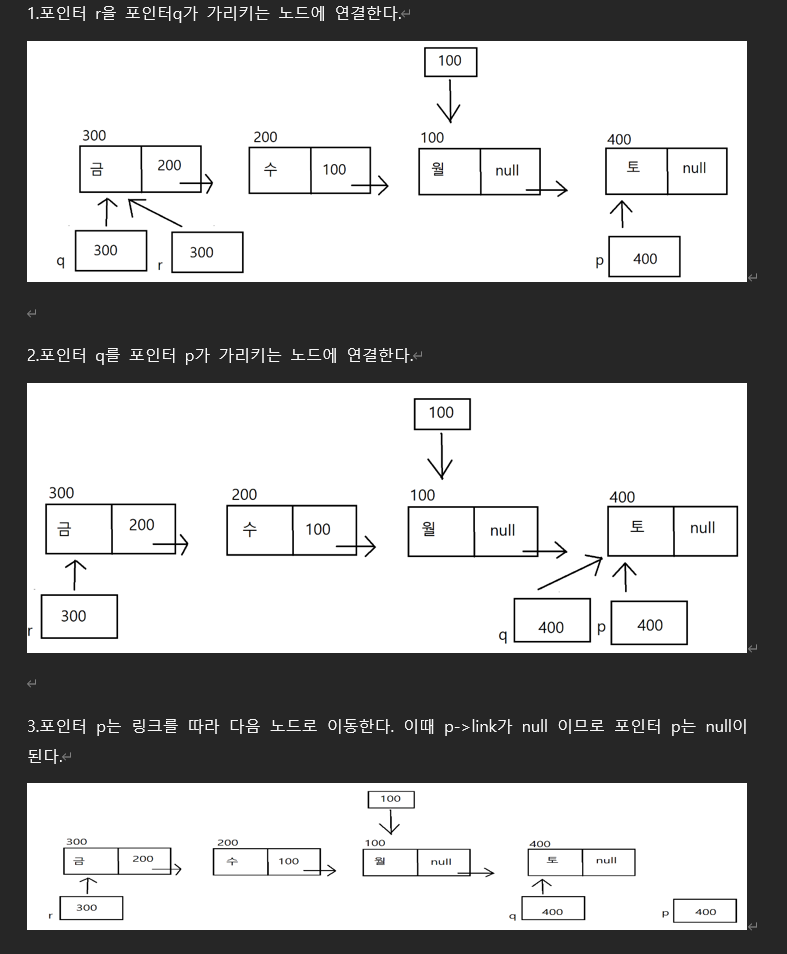 1.포인터 r을 포인터q가 가리키는 노드에 연결한다.
100
300 200 100 400
금 200 수 100 월 null 토 null
q 300 r 300 p 400
2.포인터 q를 포인터 p가 가리키는 노드에 연결한다.
100
300 200 100 400
금 200 수 100 월 null 토 null
r 300 q 400 p 400
3.포인터 p는 링크를 따라 다음 노드로 이동한다. 이때 p->link가 null 이므로 포인터 p는 null이
된다.
100
300 200 100 400
금 200 수 100 월 null 토 null
r 300 q 400 p 400